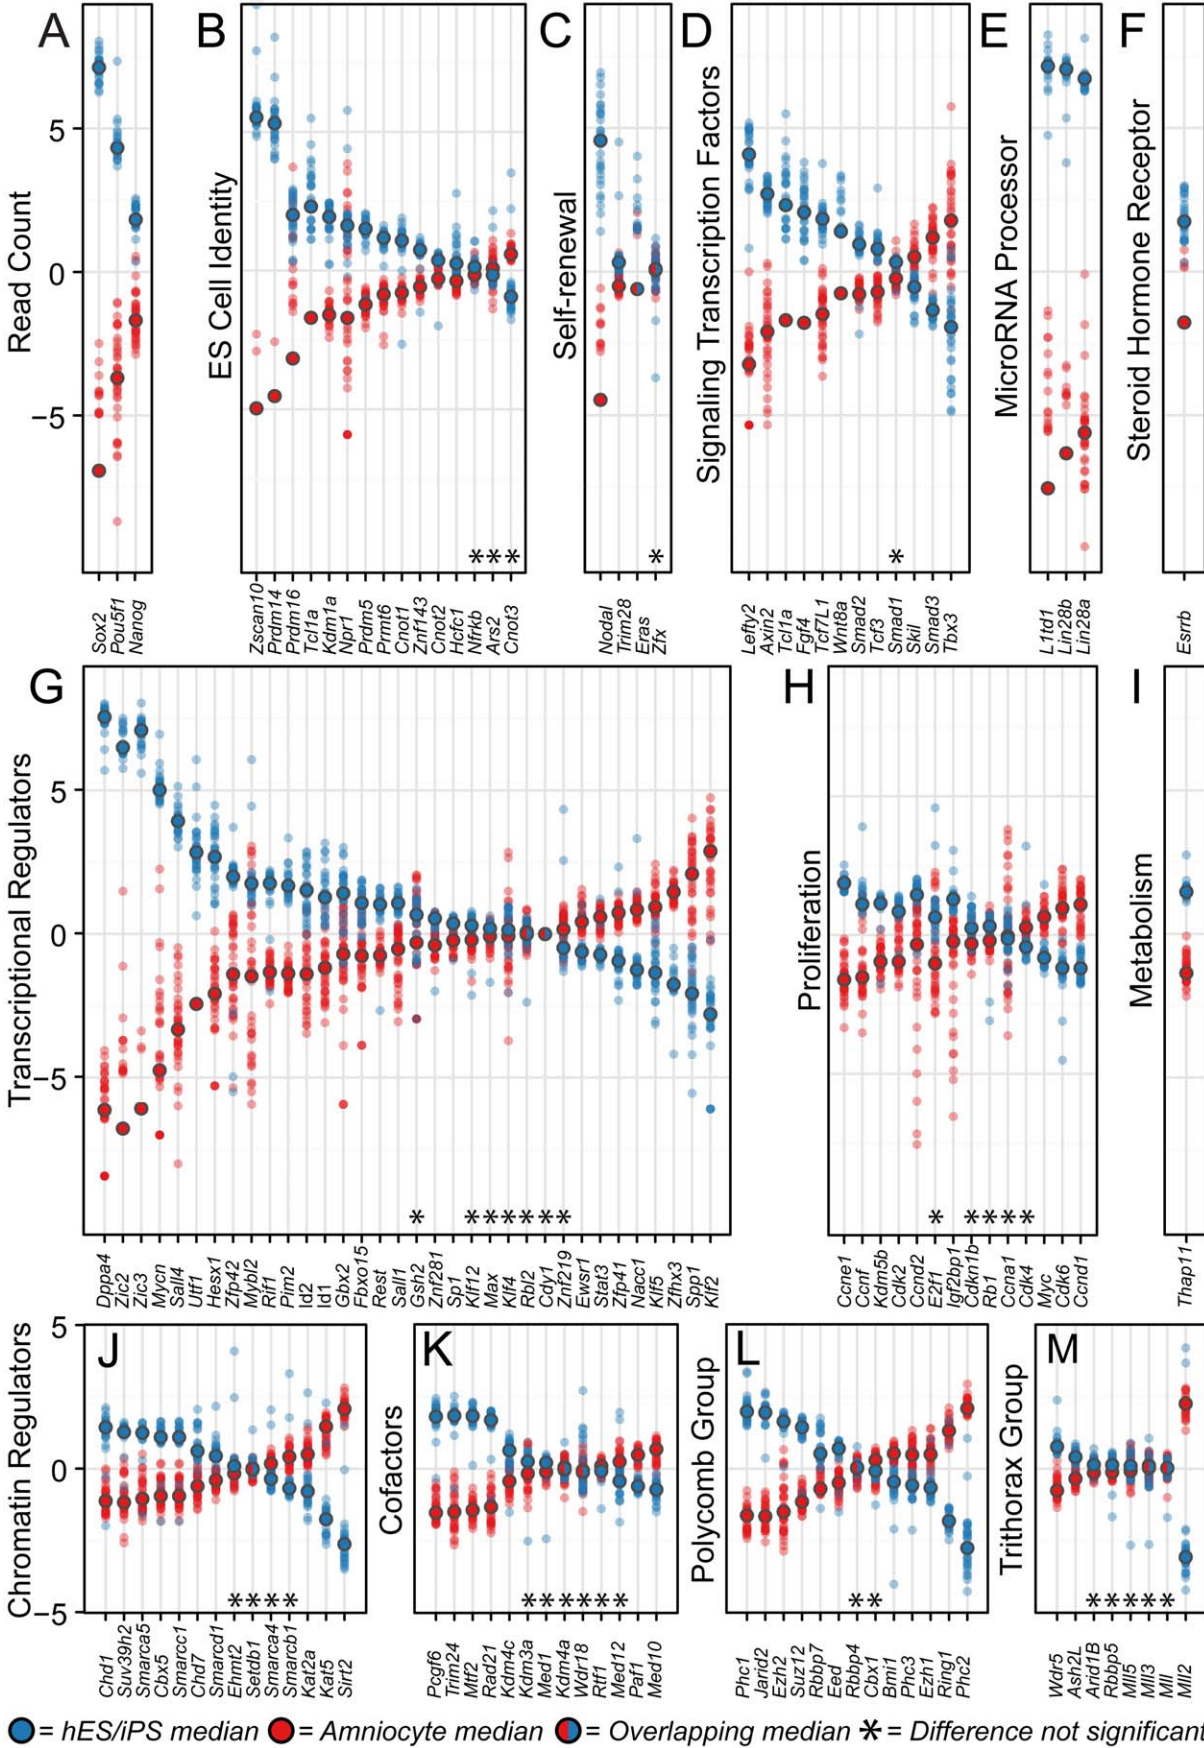 A
B
C
D
E
F
Read Count
5
0
−5
ES Cell Identity
Self-renewal
Signaling Transcription Factors
MicroRNA Processor
Steroid Hormone Receptor
***
*
*
Sox2
Pou5f1
Nanog
Zscan10
Prdm14
Prdm16
Tcl1a
Kdm1a
Npr1
Prdm5
Prmt6
Cnot1
Znf143
Cnot2
Hcfc1
Nfrkb
Ars2
Cnot3
Nodal
Trim28
Eras
Zfx
Lefty2
Axin2
Tcl1a
Fgf4
Tcf7L1
Wnt8a
Smad2
Tcf3
Smad1
Skil
Smad3
Tbx3
L1td1
Lin28b
Lin28a
Esrrb
G
H
I
Transcriptional Regulators
5
0
−5
Proliferation
Metabolism
* ******
* ****
Dppa4
Zic2
Zic3
Mycn
Sall4
Utf1
Hesx1
Zfp42
Mybl2
Rif1
Pim2
Id2
Id1
Gbx2
Fbxo15
Rest
Sall1
Gsh2
Znf281
Sp1
Klf12
Max
Klf4
Rbl2
Cdy1
Znf219
Ewsr1
Stat3
Zfp41
Nacc1
Klf5
Zfhx3
Spp1
Klf2
Ccne1
Ccnf
Kdm5b
Cdk2
Ccnd2
E2f1
Igf2bp1
Cdkn1b
Rb1
Ccna1
Cdk4
Myc
Cdk6
Ccnd1
Thap11
J
K
L
M
Chromatin Regulators
5
0
−5
Cofactors
Polycomb Group
Trithorax Group
****
******
**
*****
Chd1
Suv39h2
Smarca5
Cbx5
Smarcc1
Chd7
Smarcd1
Ehmt2
Setdb1
Smarca4
Smarcb1
Kat2a
Kat5
Sirt2
Pcgf6
Trim24
Mtf2
Rad21
Kdm4c
Kdm3a
Med1
Kdm4a
Wdr18
Rtf1
Med12
Paf1
Med10
Phc1
Jarid2
Ezh2
Suz12
Rbbp7
Eed
Rbbp4
Cbx1
Bmi1
Phc3
Ezh1
Ring1
Phc2
Wdr5
Ash2L
Arid1B
Rbbp5
Mll5
Mll3
Mll
Mll2
= hES/iPS median = Amniocyte median = Overlapping median * = Difference not significant